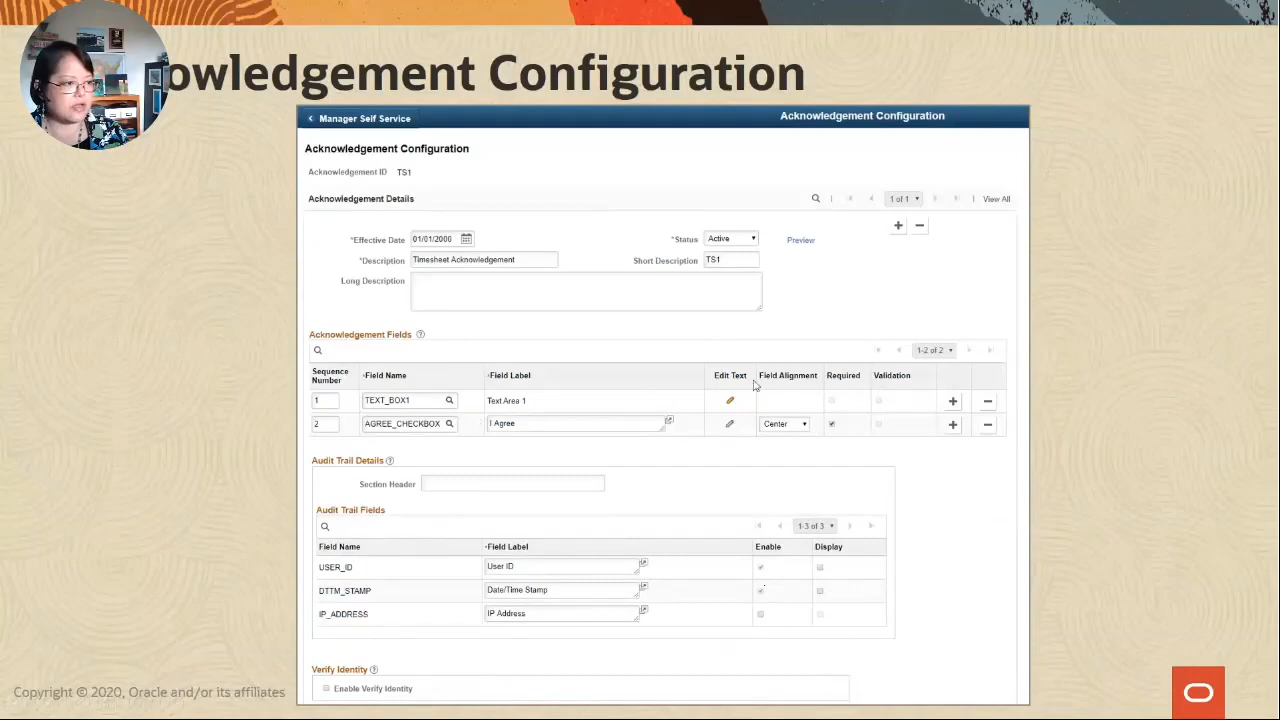 owledgement Configuration
Manager Self Service
Acknowledgement Configuration
Acknowledgement Configuration
Acknowledgement ID TS1
Acknowledgement Details
1 of 1
View All
*Effective Date 01/01/2000
*Status Active
Preview
*Description Timesheet Acknowledgement
Short Description TS1
Long Description
Acknowledgement Fields
1-2 of 2
Sequence Number *Field Name *Field Label Edit Text Field Alignment Required Validation
1 TEXT_BOX1 Text Area 1
2 AGREE_CHECKBOX I Agree Center
Audit Trail Details
Section Header
Audit Trail Fields
1-3 of 3
Field Name *Field Label Enable Display
USER_ID User ID
DTTM_STAMP Date/Time Stamp
IP_ADDRESS IP Address
Verify Identity
Enable Verify Identity
Copyright © 2020, Oracle and/or its affiliates